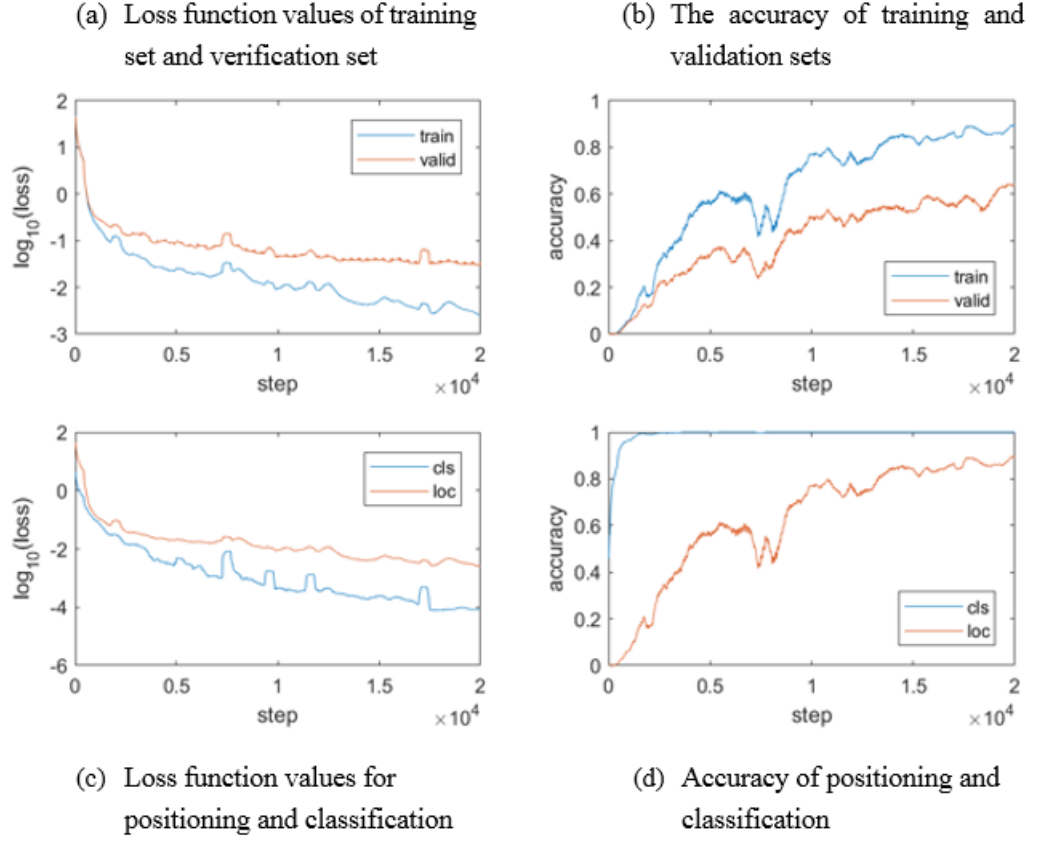 (a) Loss function values of training
set and verification set
(b) The accuracy of training and
validation sets
2
1
0
-1
-2
-3
log10(loss)
train
valid
0
0.5
1
1.5
2
step
×10^4
1
0.8
0.6
0.4
0.2
0
accuracy
train
valid
0
0.5
1
1.5
2
step
×10^4
2
0
-2
-4
-6
log10(loss)
cls
loc
0
0.5
1
1.5
2
step
×10^4
1
0.8
0.6
0.4
0.2
0
accuracy
cls
loc
0
0.5
1
1.5
2
step
×10^4
(c) Loss function values for
positioning and classification
(d) Accuracy of positioning and
classification